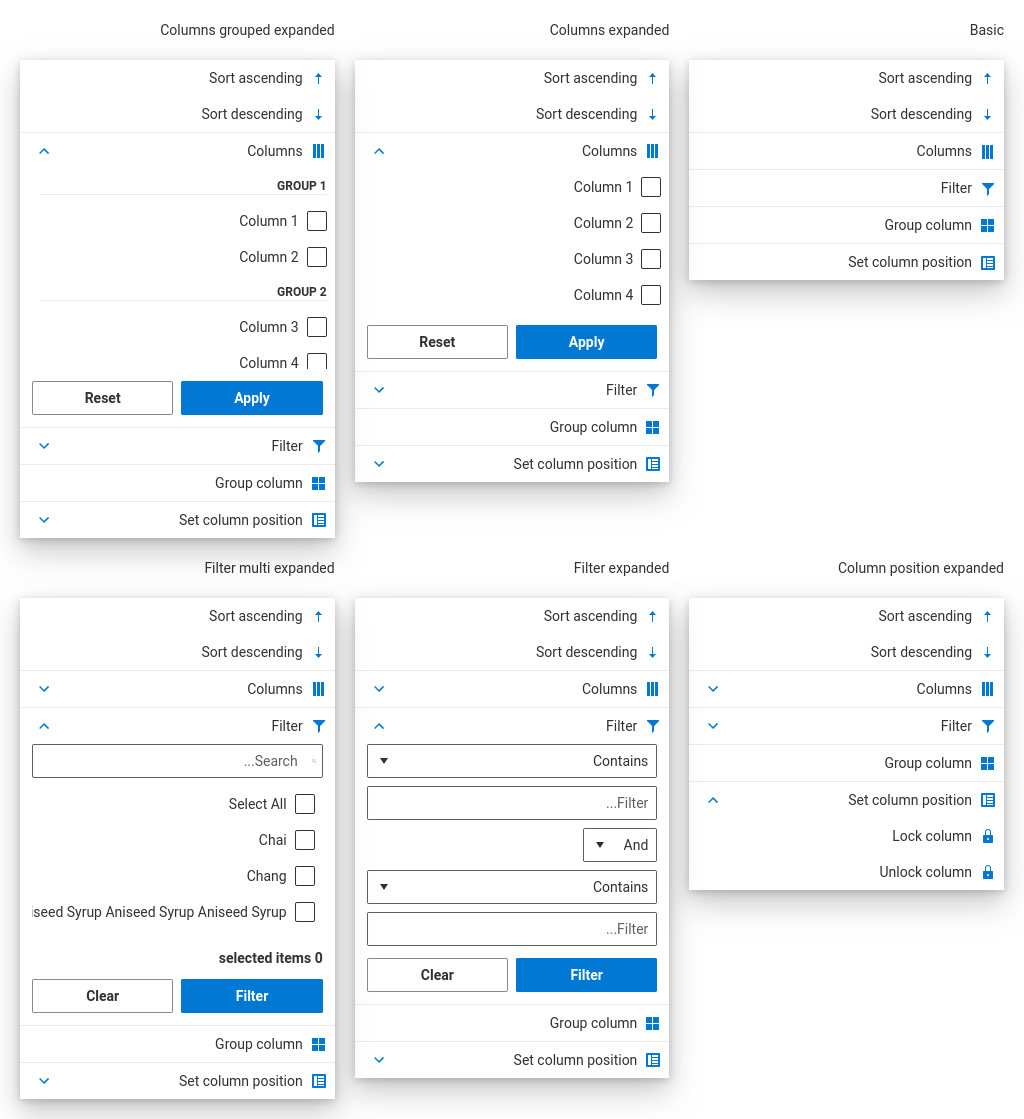 Basic
Sort ascending
Sort descending
Columns
Filter
Group column
Set column position
Columns expanded
Sort ascending
Sort descending
Columns
Column 1
Column 2
Column 3
Column 4
Apply
Reset
Filter
Group column
Set column position
Columns grouped expanded
Sort ascending
Sort descending
Columns
GROUP 1
Column 1
Column 2
GROUP 2
Column 3
Column 4
Apply
Reset
Filter
Group column
Set column position
Column position expanded
Sort ascending
Sort descending
Columns
Filter
Group column
Set column position
Lock column
Unlock column
Filter expanded
Sort ascending
Sort descending
Columns
Filter
Contains
...Filter
And
Contains
...Filter
Filter
Clear
Group column
Set column position
Filter multi expanded
Sort ascending
Sort descending
Columns
Filter
...Search
Select All
Chai
Chang
iseed Syrup Aniseed Syrup Aniseed Syrup
selected items 0
Filter
Clear
Group column
Set column position